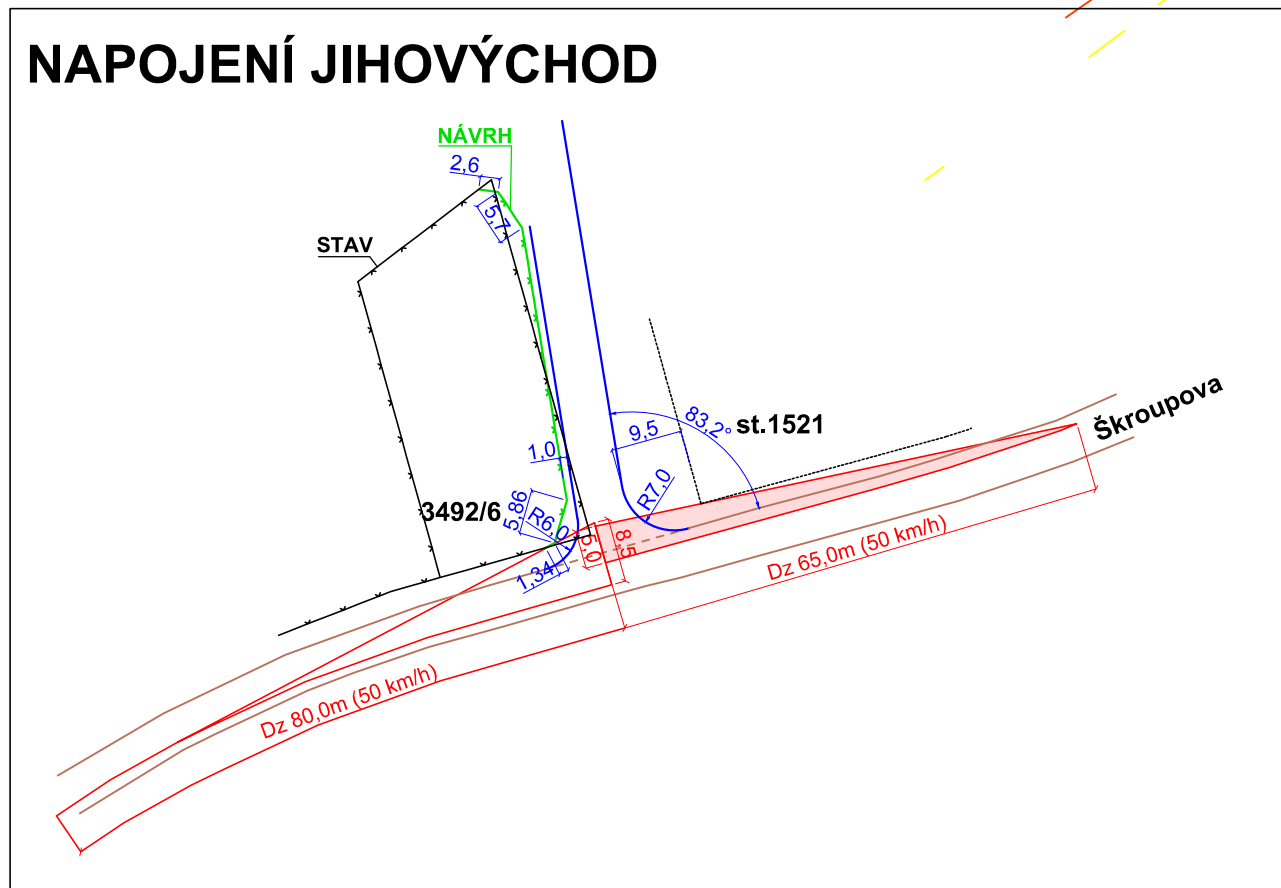 NAPOJENÍ JIHOVÝCHOD
NÁVRH
2,6
5,7
STAV
83,2°
st.1521
9,5
Škroupova
1,0
R7,0
5,86
3492/6
R6,0
5,0
8,5
1,34
Dz 65,0m (50 km/h)
Dz 80,0m (50 km/h)